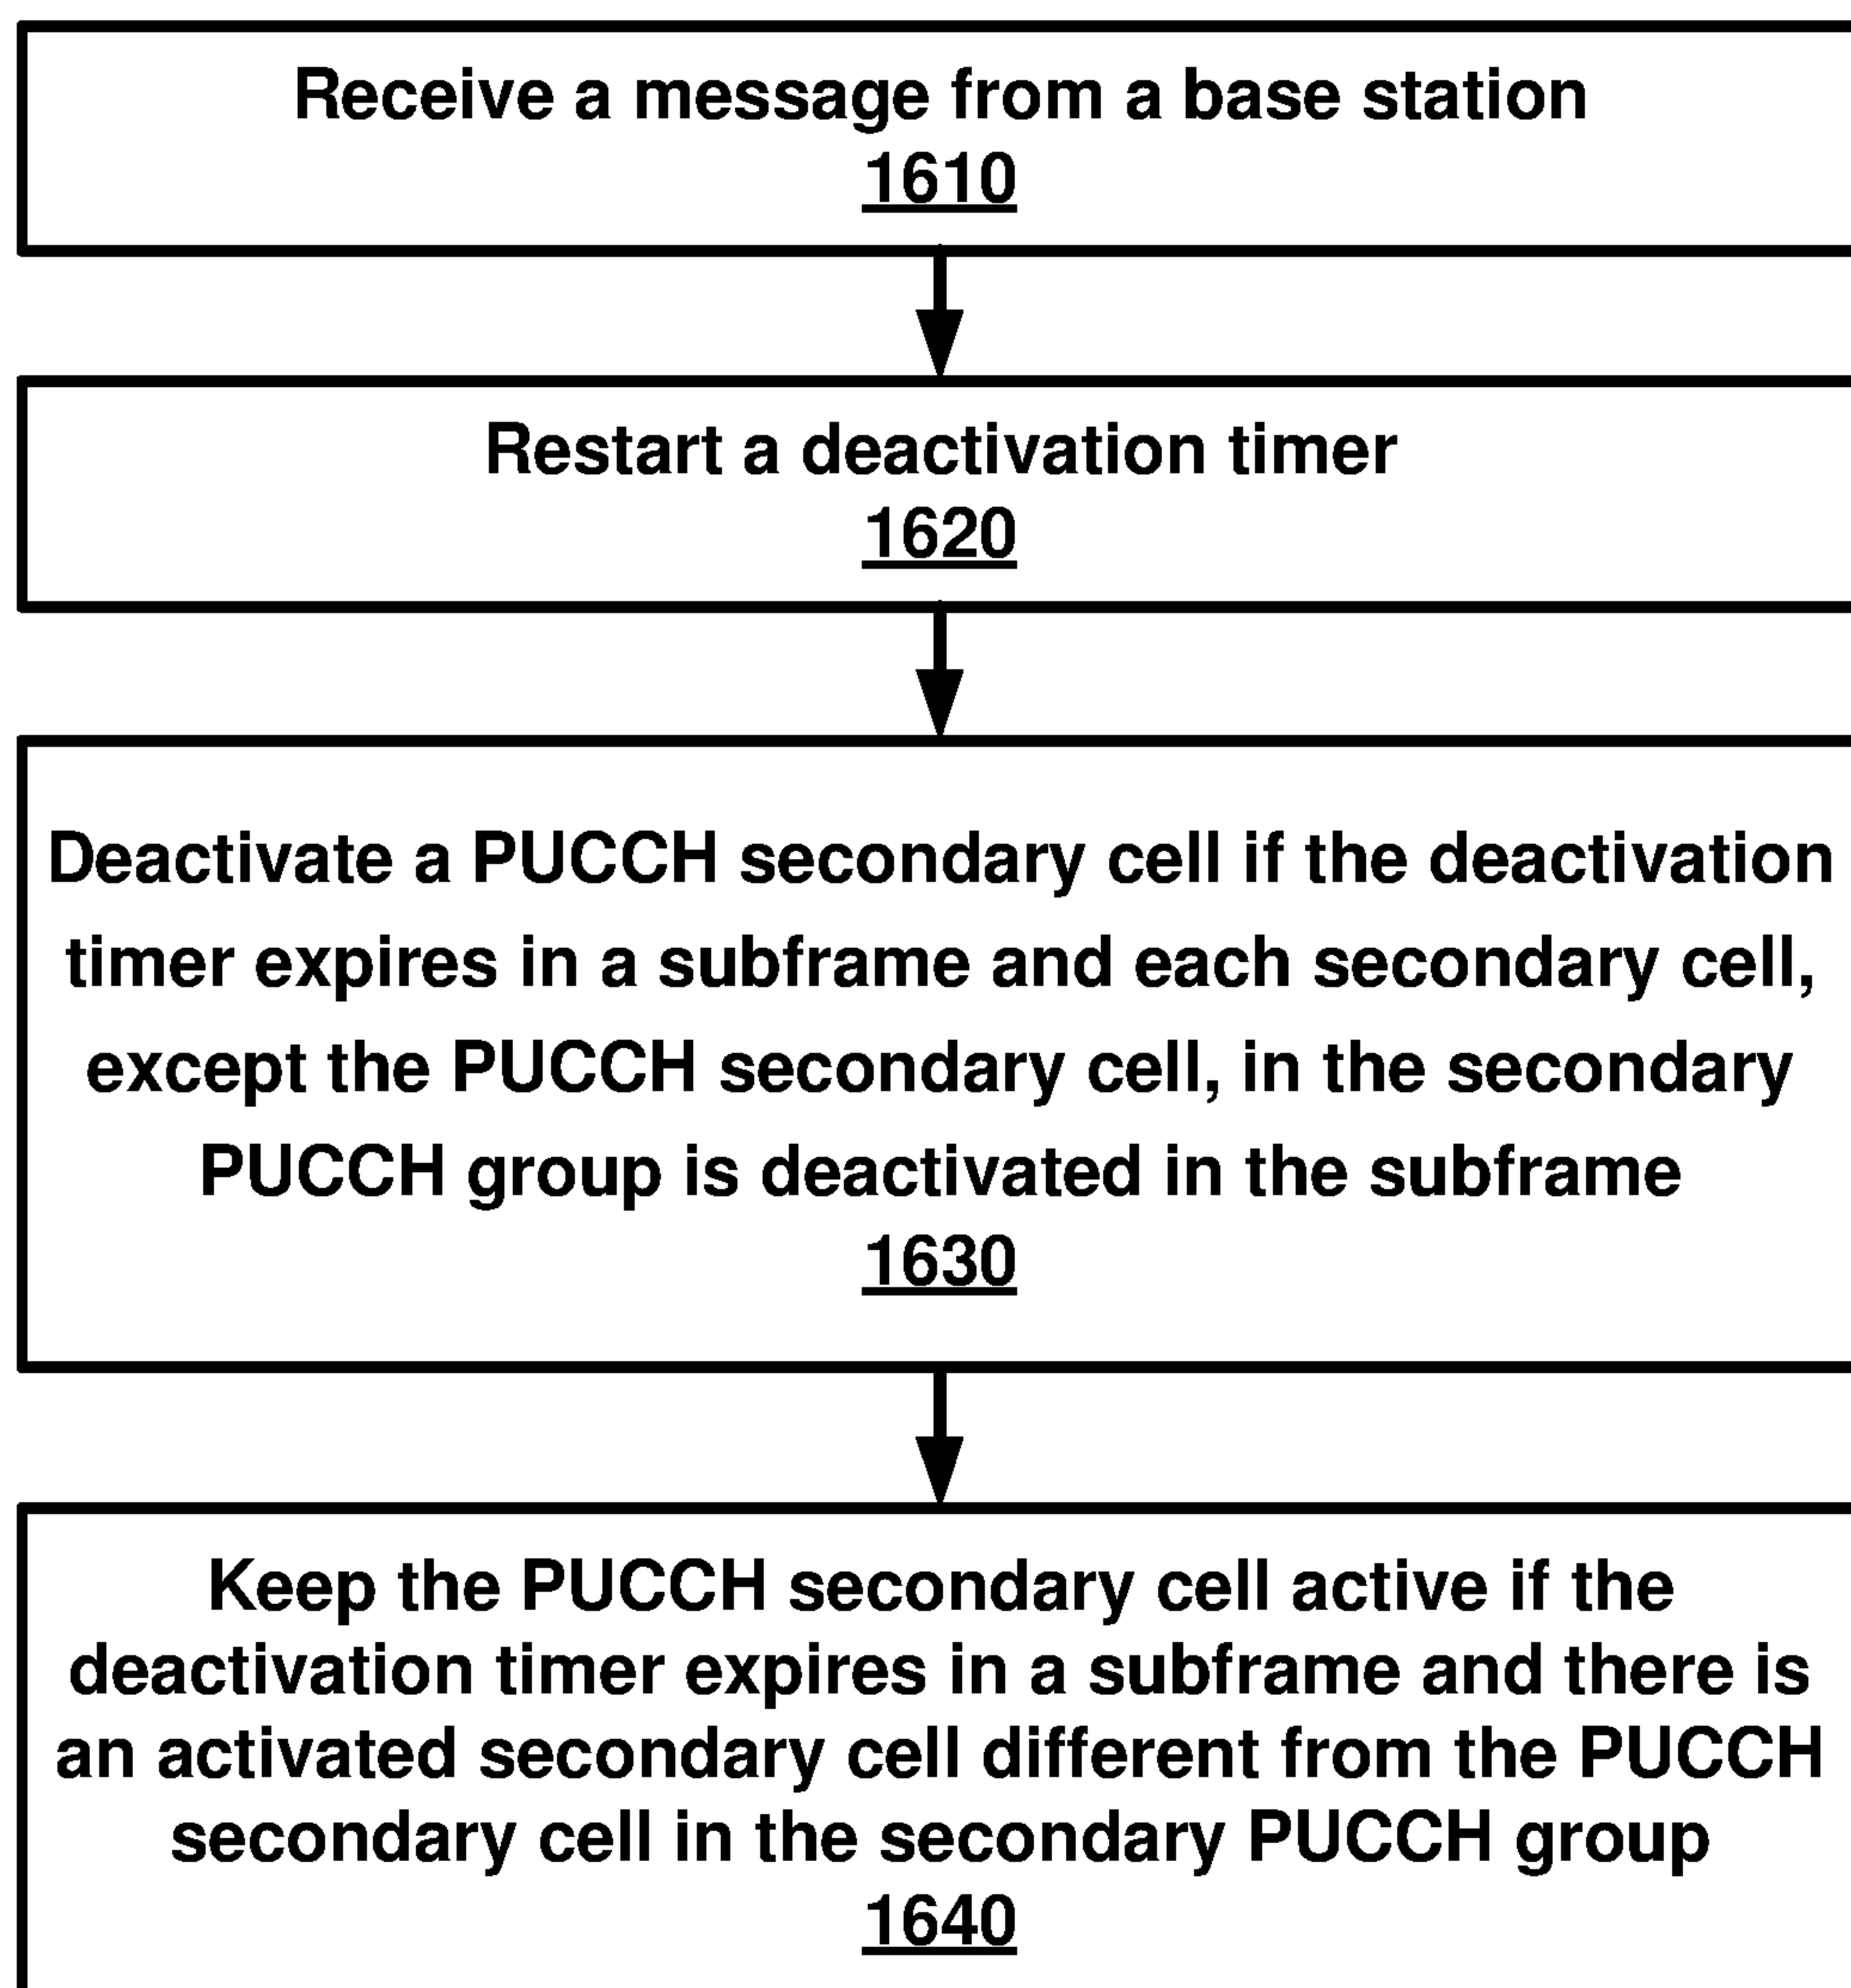 Receive a message from a base station
1610
Restart a deactivation timer
1620
Deactivate a PUCCH secondary cell if the deactivation
timer expires in a subframe and each secondary cell,
except the PUCCH secondary cell, in the secondary
PUCCH group is deactivated in the subframe
1630
Keep the PUCCH secondary cell active if the
deactivation timer expires in a subframe and there is
an activated secondary cell different from the PUCCH
secondary cell in the secondary PUCCH group
1640